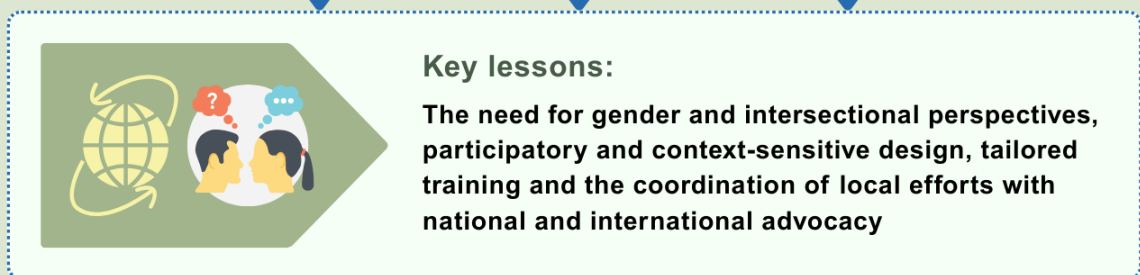 Key lessons:
The need for gender and intersectional perspectives,
participatory and context-sensitive design, tailored
training and the coordination of local efforts with
national and international advocacy
?